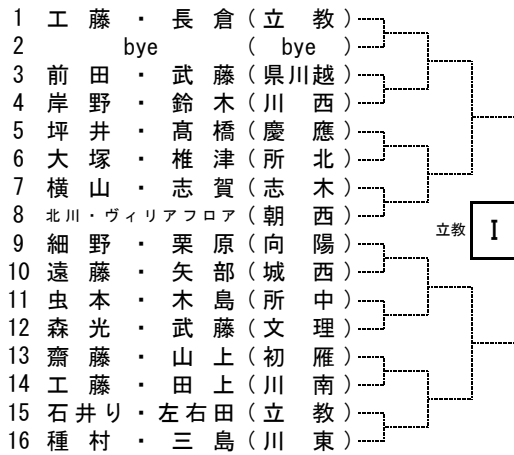 1 工藤・長倉(立教)
2 bye (bye)
3 前田・武藤(県川越)
4 岸野・鈴木(川西)
5 坪井・髙橋(慶應)
6 大塚・椎津(所北)
7 横山・志賀(志木)
8 北川・ヴィリアフロア(朝西)
立教 I
9 細野・栗原(向陽)
10 遠藤・矢部(城西)
11 虫本・木島(所中)
12 森光・武藤(文理)
13 齋藤・山上(初雁)
14 工藤・田上(川南)
15 石井り・左右田(立教)
16 種村・三島(川東)